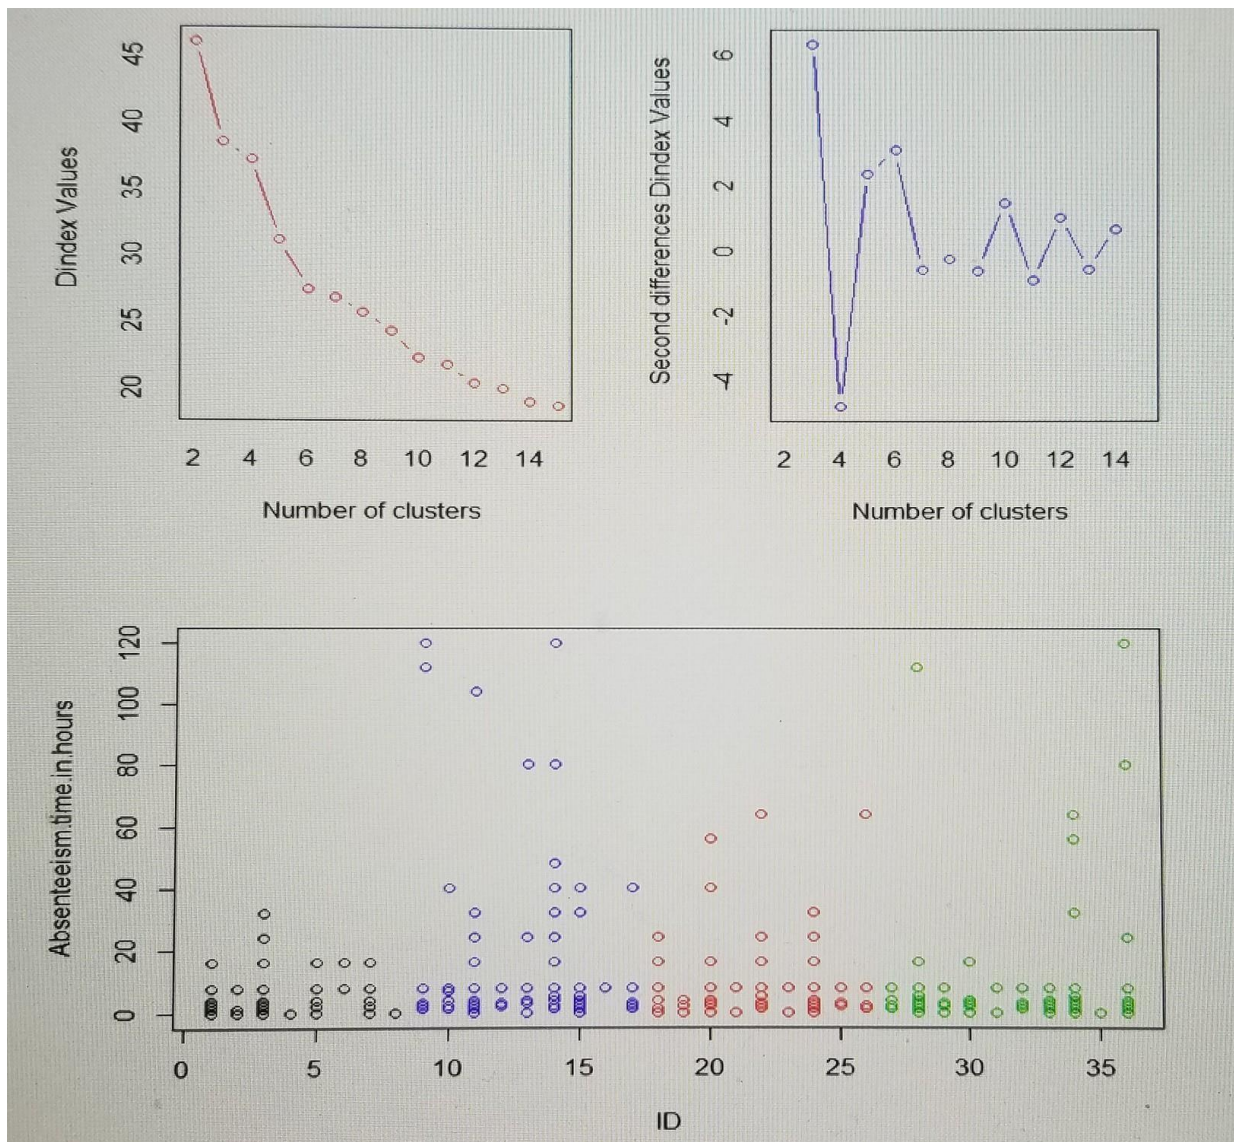 Dindex Values
45
40
35
30
25
20
2 4 6 8 10 12 14
Number of clusters
Second differences Dindex Values
6
4
2
0
-2
-4
2 4 6 8 10 12 14
Number of clusters
Absenteeism.time.in.hours
120
100
80
60
40
20
0
0 5 10 15 20 25 30 35
ID